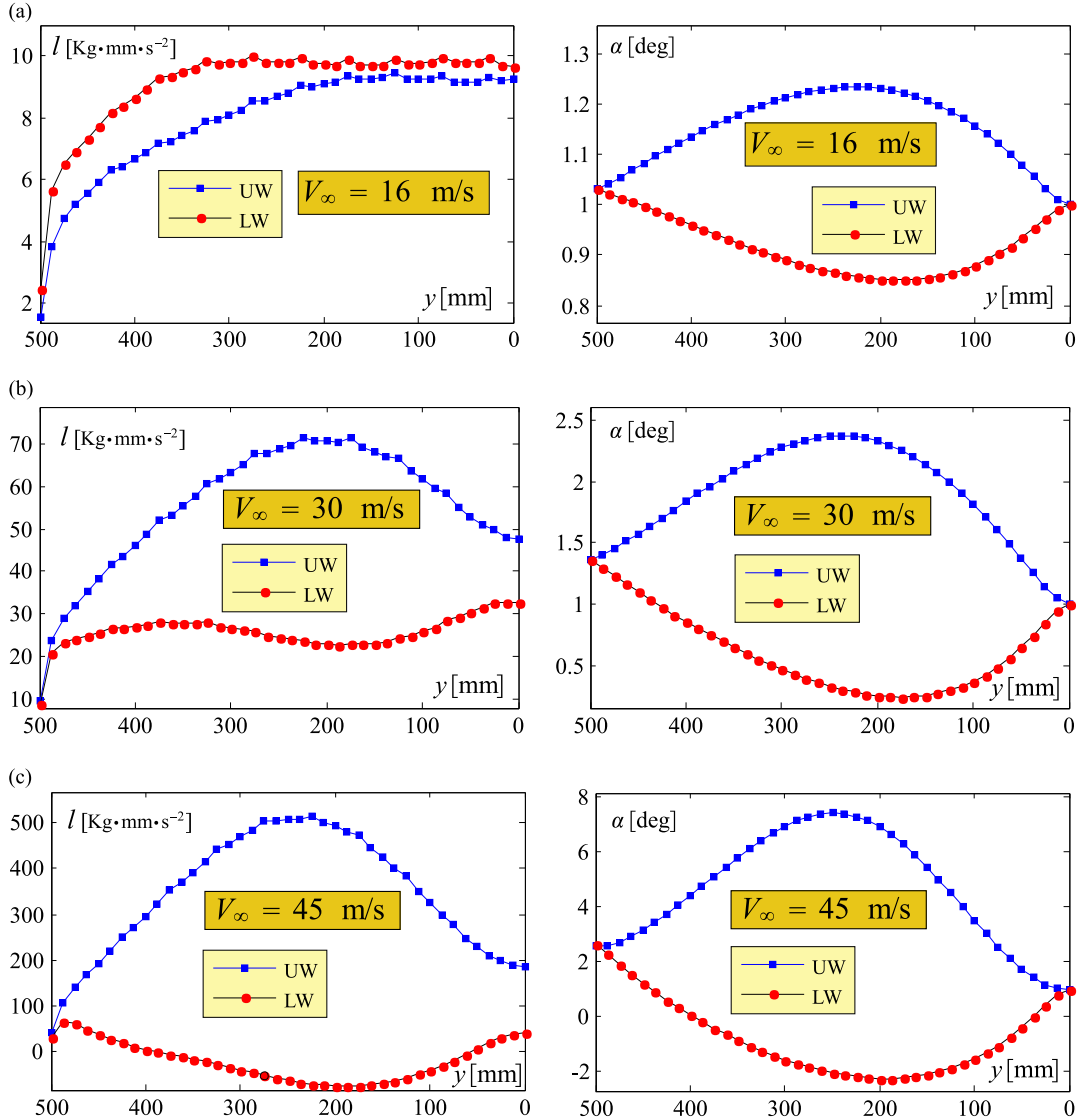 (a)
l [Kg•mm•s⁻²]
10
8
6
4
2
UW
LW
V∞ = 16 m/s
y [mm]
500
400
300
200
100
0
α [deg]
1.3
1.2
1.1
1
0.9
0.8
V∞ = 16 m/s
UW
LW
y [mm]
500
400
300
200
100
0
(b)
l [Kg•mm•s⁻²]
70
60
50
40
30
20
10
V∞ = 30 m/s
UW
LW
y [mm]
500
400
300
200
100
0
α [deg]
2.5
2
1.5
1
0.5
V∞ = 30 m/s
UW
LW
y [mm]
500
400
300
200
100
0
(c)
l [Kg•mm•s⁻²]
500
400
300
200
100
0
V∞ = 45 m/s
UW
LW
y [mm]
500
400
300
200
100
0
α [deg]
8
6
4
2
0
-2
V∞ = 45 m/s
UW
LW
y [mm]
500
400
300
200
100
0